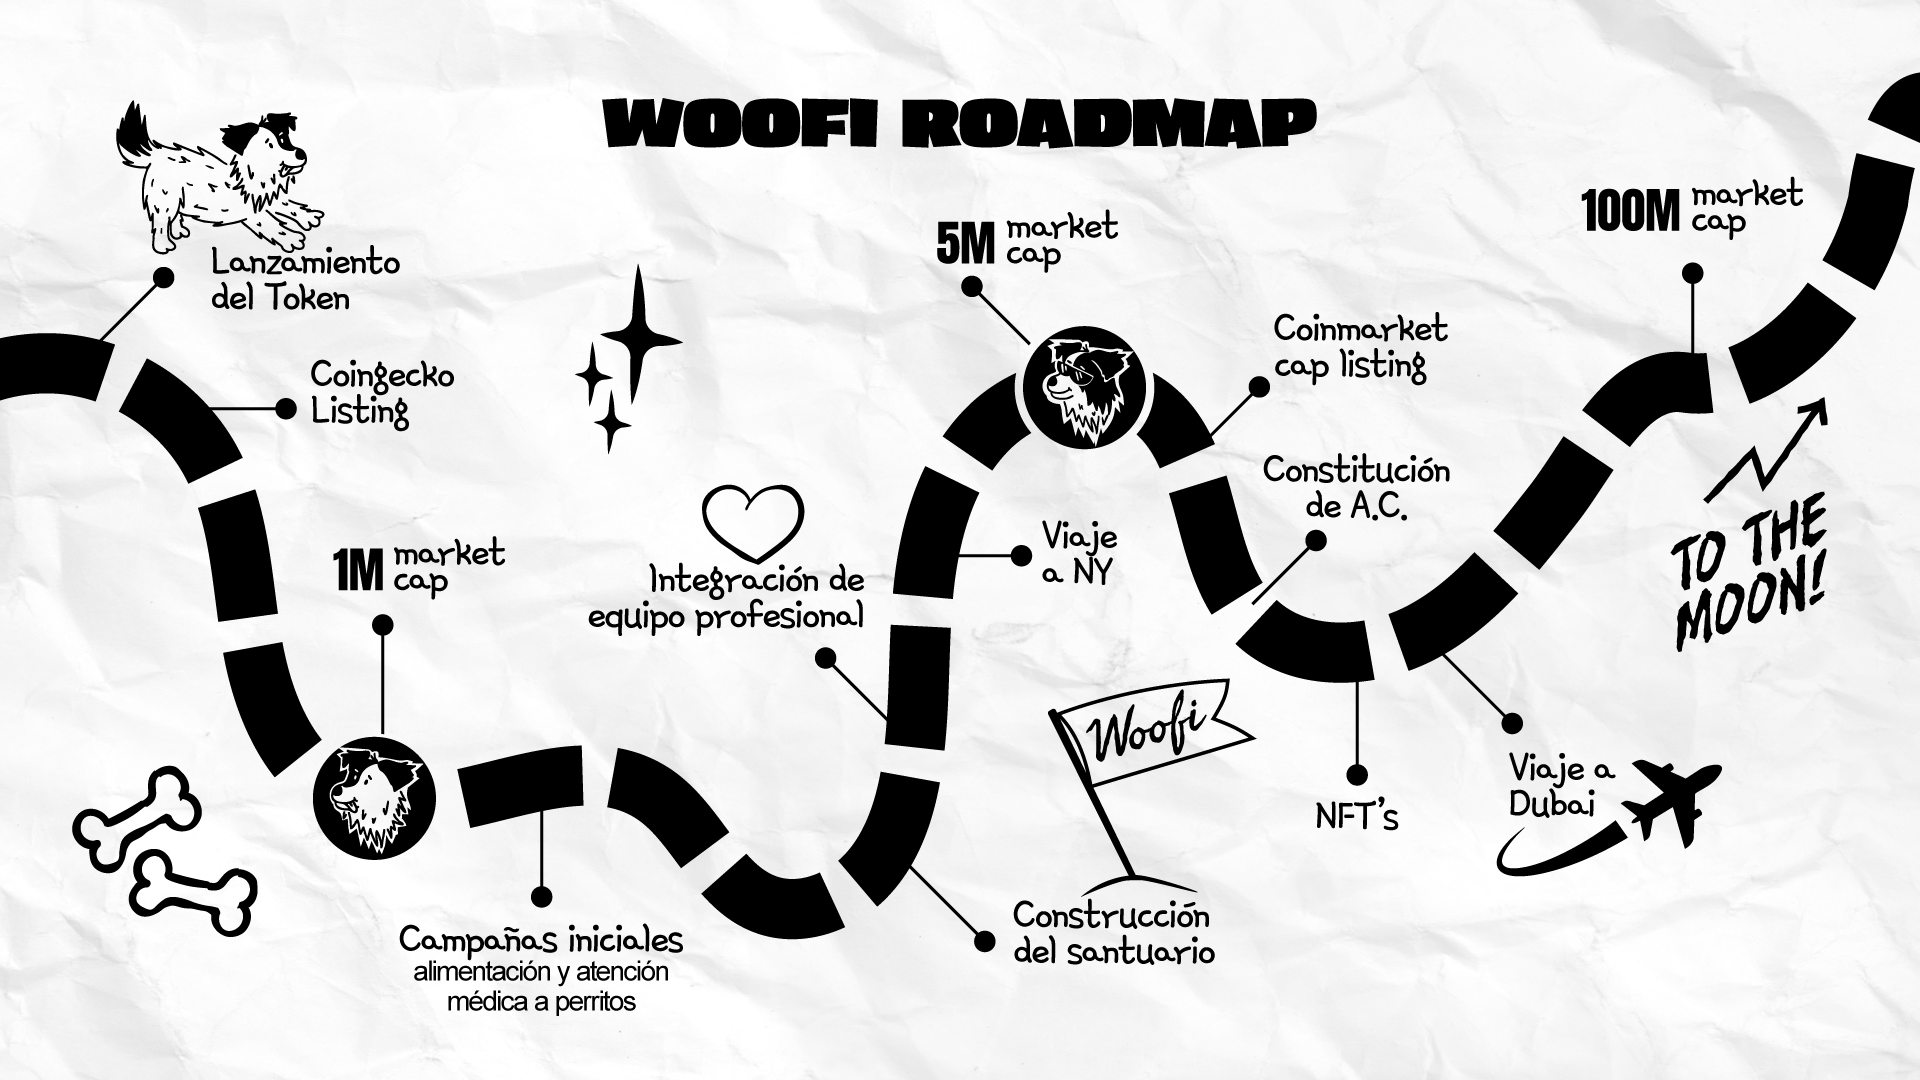 WOOFI ROADMAP
Lanzamiento
del Token
Coingecko
Listing
1M market
cap
Campañas iniciales
alimentación y atención
médica a perritos
Construcción
del santuario
Woofi
Integración de
equipo profesional
Viaje
a NY
5M market
cap
Coinmarket
cap listing
Constitución
de A.C.
NFT's
Viaje a
Dubai
100M market
cap
TO THE
MOON!